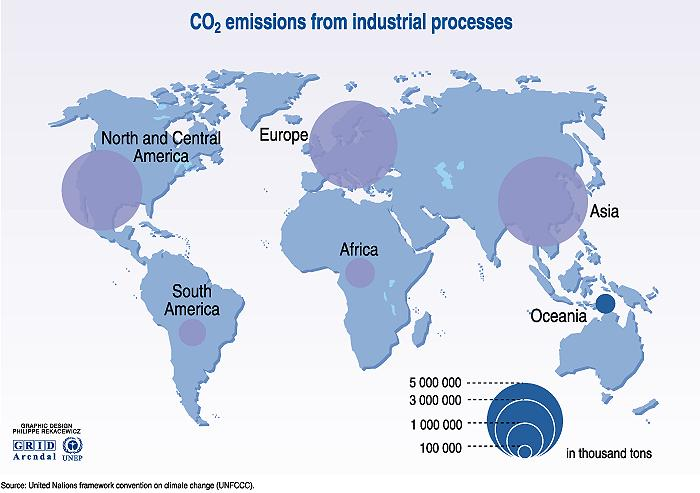 CO₂ emissions from industrial processes
North and Central
America
Europe
Asia
Africa
South
America
Oceania
5 000 000
3 000 000
1 000 000
100 000
in thousand tons
GRAPHIC DESIGN
PHILIPPE REKACEWICZ
GRID
Arendal
UNEP
Source: United Nations framework convention on climate change (UNFCCC).